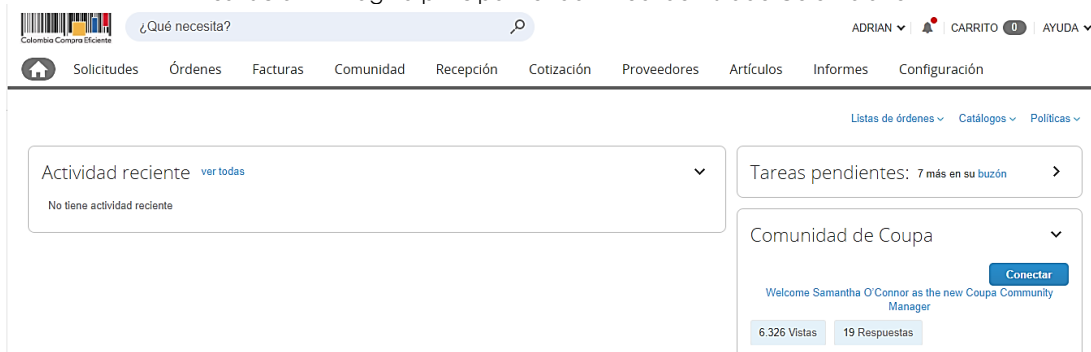 Colombia Compra Eficiente
¿Qué necesita?
ADRIAN
CARRITO 0
AYUDA
Solicitudes Órdenes Facturas Comunidad Recepción Cotización Proveedores Artículos Informes Configuración
Listas de órdenes Catálogos Políticas
Actividad reciente ver todas
No tiene actividad reciente
Tareas pendientes: 7 más en su buzón
Comunidad de Coupa
Conectar
Welcome Samantha O'Connor as the new Coupa Community
Manager
6.326 Vistas 19 Respuestas